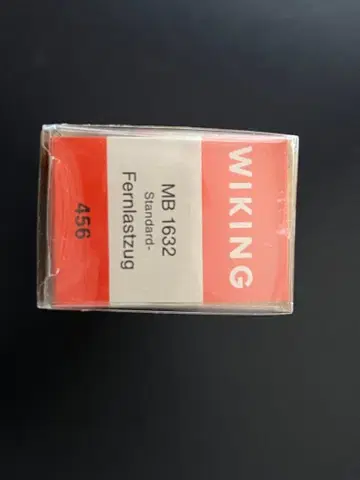 WIKING
MB 1632
Standard-
Fernlastzug
456